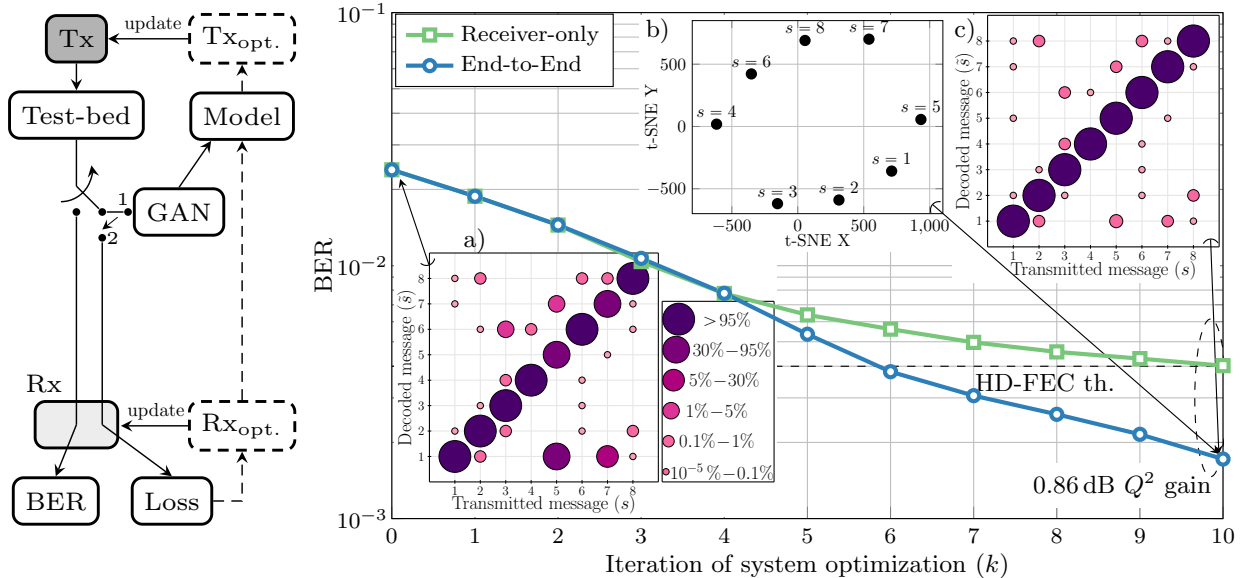 Tx
update
Tx opt.
Test-bed
Model
1
2
GAN
Rx
update
Rx opt.
BER
Loss
10⁻¹
10⁻²
10⁻³
BER
0 1 2 3 4 5 6 7 8 9 10
Iteration of system optimization (k)
Receiver-only
End-to-End
HD-FEC th.
0.86 dB Q² gain
a)
8
7
6
5
4
3
2
1
Decoded message (ŝ)
1 2 3 4 5 6 7 8
Transmitted message (s)
>95%
30%−95%
5%−30%
1%−5%
0.1%−1%
10⁻⁵%−0.1%
b)
t-SNE Y
500
0
−500
s = 8
s = 7
s = 6
s = 4
s = 5
s = 1
s = 3
s = 2
−500 0 500 1,000
t-SNE X
c)
8
7
6
5
4
3
2
1
Decoded message (ŝ)
1 2 3 4 5 6 7 8
Transmitted message (s)